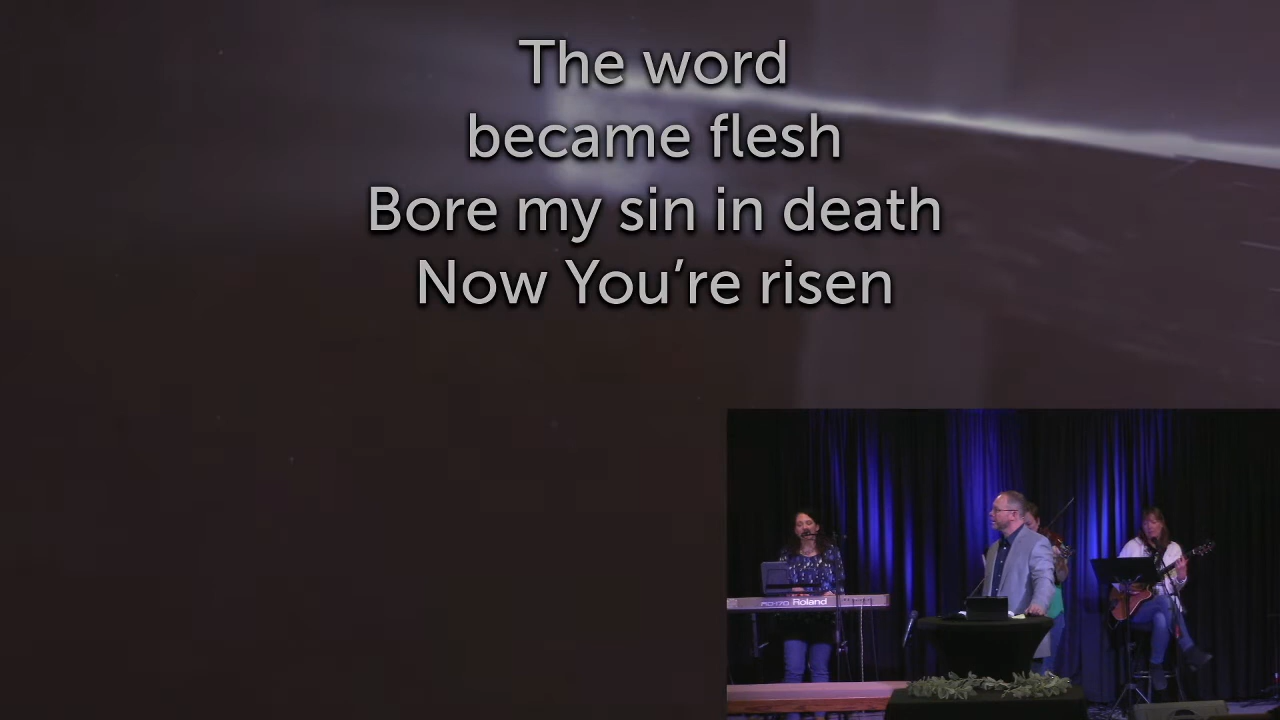 The word
became flesh
Bore my sin in death
Now You’re risen
Roland